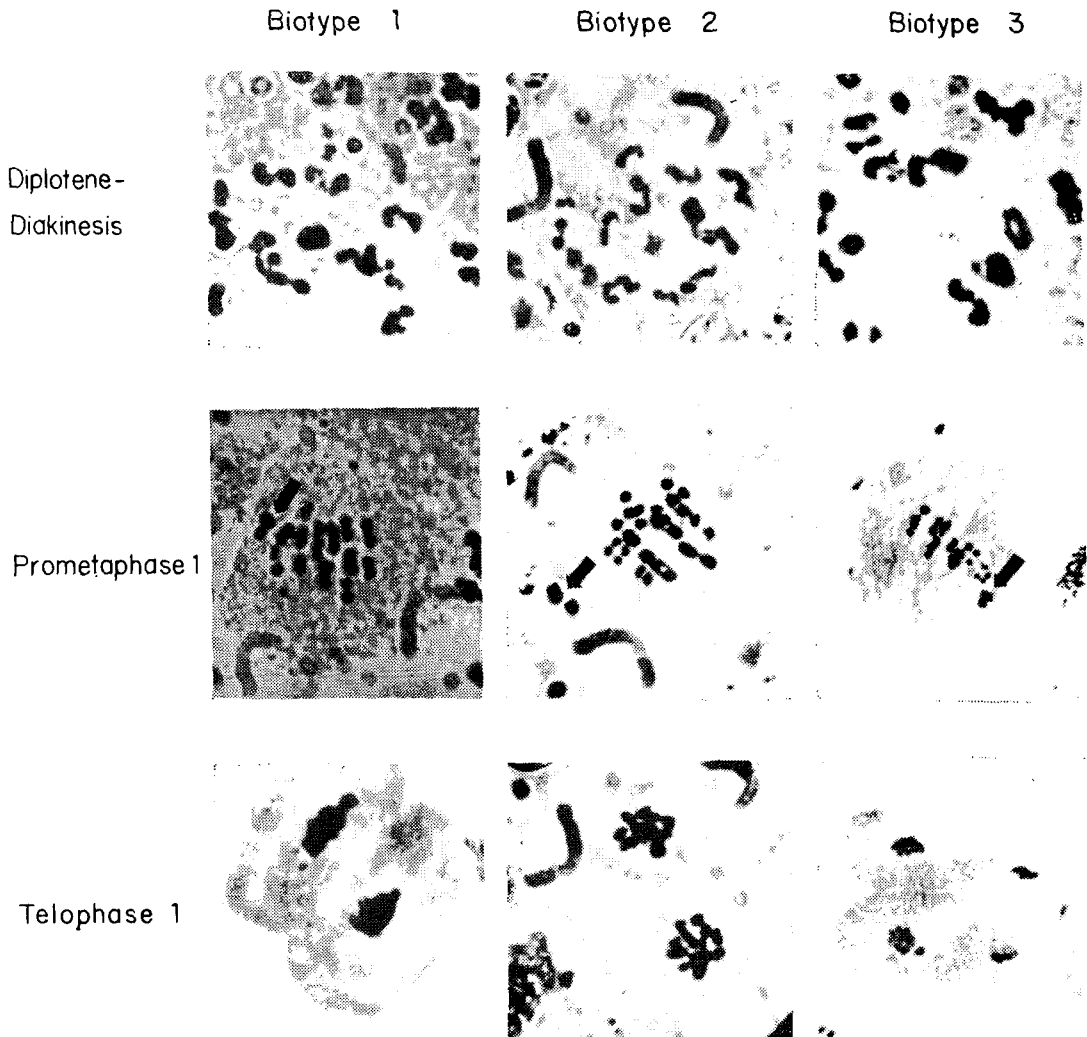 Biotype 1
Biotype 2
Biotype 3
Diplotene-
Diakinesis
Prometaphase 1
Telophase 1